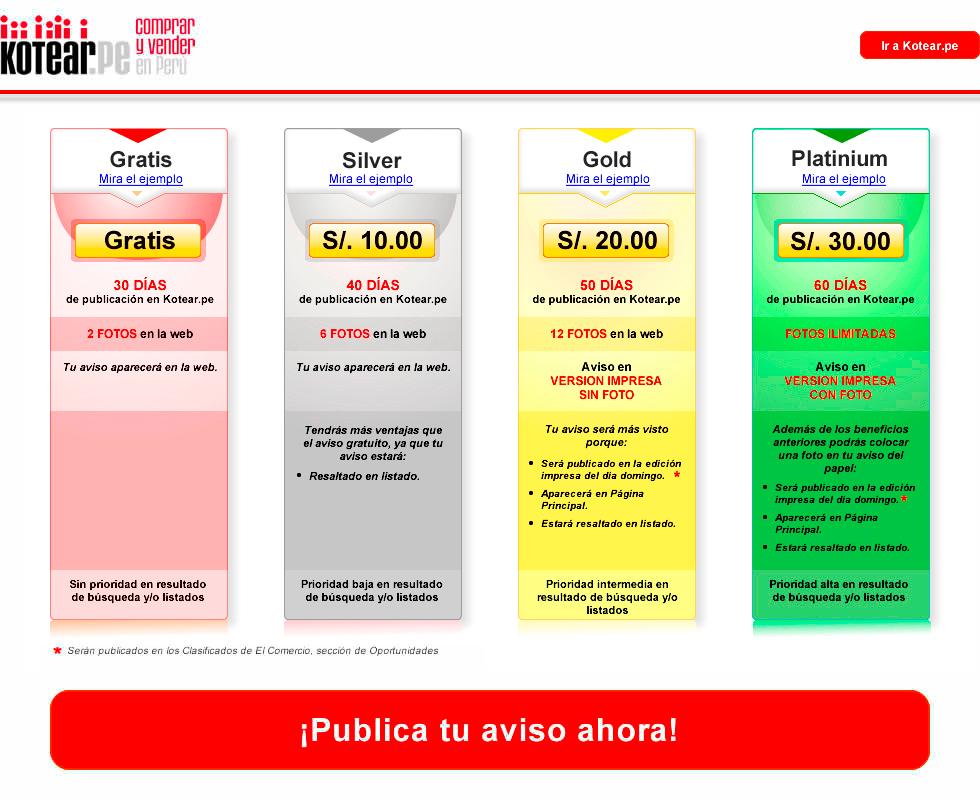 KOTEAR.PE
comprar
y vender
en Perú
Ir a Kotear.pe
Gratis
Mira el ejemplo
Gratis
30 DÍAS
de publicación en Kotear.pe
2 FOTOS en la web
Tu aviso aparecerá en la web.
Sin prioridad en resultado
de búsqueda y/o listados
Silver
Mira el ejemplo
S/. 10.00
40 DÍAS
de publicación en Kotear.pe
6 FOTOS en la web
Tu aviso aparecerá en la web.
Tendrás más ventajas que
el aviso gratuito, ya que tu
aviso estará:
• Resaltado en listado.
Prioridad baja en resultado
de búsqueda y/o listados
Gold
Mira el ejemplo
S/. 20.00
50 DÍAS
de publicación en Kotear.pe
12 FOTOS en la web
Aviso en
VERSION IMPRESA
SIN FOTO
Tu aviso será más visto
porque:
• Será publicado en la edición
impresa del dia domingo. *
• Aparecerá en Página
Principal.
• Estará resaltado en listado.
Prioridad intermedia en
resultado de búsqueda y/o
listados
Platinium
Mira el ejemplo
S/. 30.00
60 DÍAS
de publicación en Kotear.pe
FOTOS ILIMITADAS
Aviso en
VERSION IMPRESA
CON FOTO
Además de los beneficios
anteriores podrás colocar
una foto en tu aviso del
papel:
• Será publicado en la edición
impresa del dia domingo. *
• Aparecerá en Página
Principal.
• Estará resaltado en listado.
Prioridad alta en resultado
de búsqueda y/o listados
* Serán publicados en los Clasificados de El Comercio, sección de Oportunidades
¡Publica tu aviso ahora!